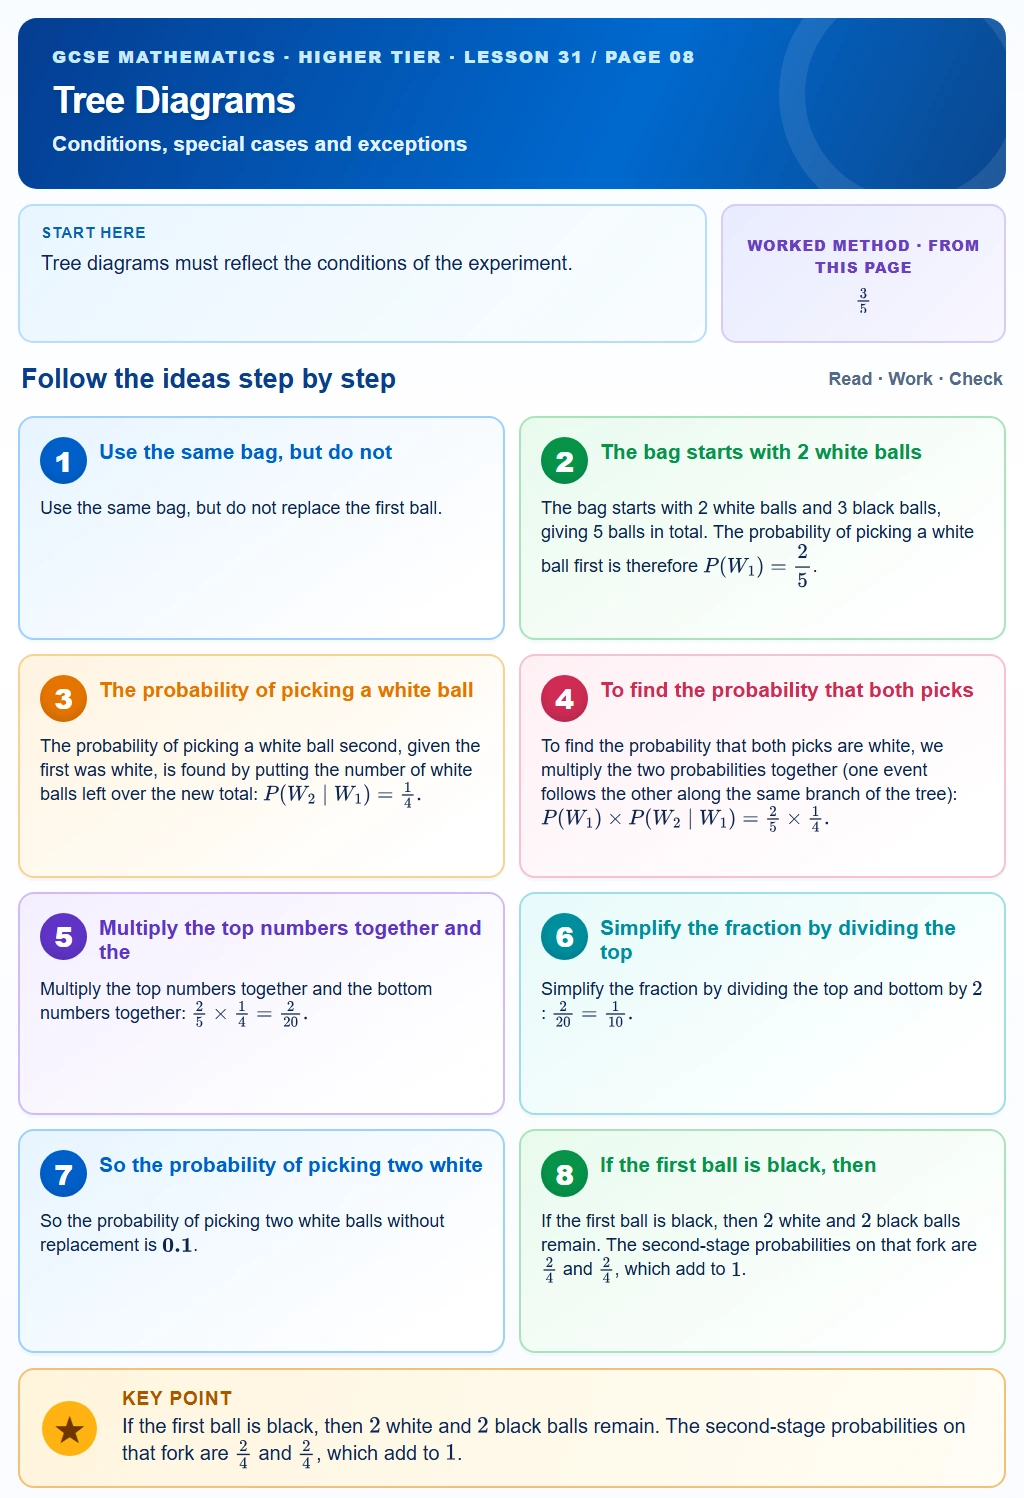 GCSE MATHEMATICS · HIGHER TIER · LESSON 31 / PAGE 08
Tree Diagrams
Conditions, special cases and exceptions
START HERE
Tree diagrams must reflect the conditions of the experiment.
WORKED METHOD · FROM
THIS PAGE
3/5
Follow the ideas step by step
Read · Work · Check
1
Use the same bag, but do not
Use the same bag, but do not replace the first ball.
2
The bag starts with 2 white balls
The bag starts with 2 white balls and 3 black balls,
giving 5 balls in total. The probability of picking a white
ball first is therefore P(W₁) = 2/5.
3
The probability of picking a white ball
The probability of picking a white ball second, given the
first was white, is found by putting the number of white
balls left over the new total: P(W₂ | W₁) = 1/4.
4
To find the probability that both picks
To find the probability that both picks are white, we
multiply the two probabilities together (one event
follows the other along the same branch of the tree):
P(W₁) × P(W₂ | W₁) = 2/5 × 1/4.
5
Multiply the top numbers together and
the
Multiply the top numbers together and the bottom
numbers together: 2/5 × 1/4 = 2/20.
6
Simplify the fraction by dividing the
top
Simplify the fraction by dividing the top and bottom by 2
: 2/20 = 1/10.
7
So the probability of picking two white
So the probability of picking two white balls without
replacement is 0.1.
8
If the first ball is black, then
If the first ball is black, then 2 white and 2 black balls
remain. The second-stage probabilities on that fork are
2/4 and 2/4, which add to 1.
KEY POINT
If the first ball is black, then 2 white and 2 black balls remain. The second-stage probabilities on
that fork are 2/4 and 2/4, which add to 1.